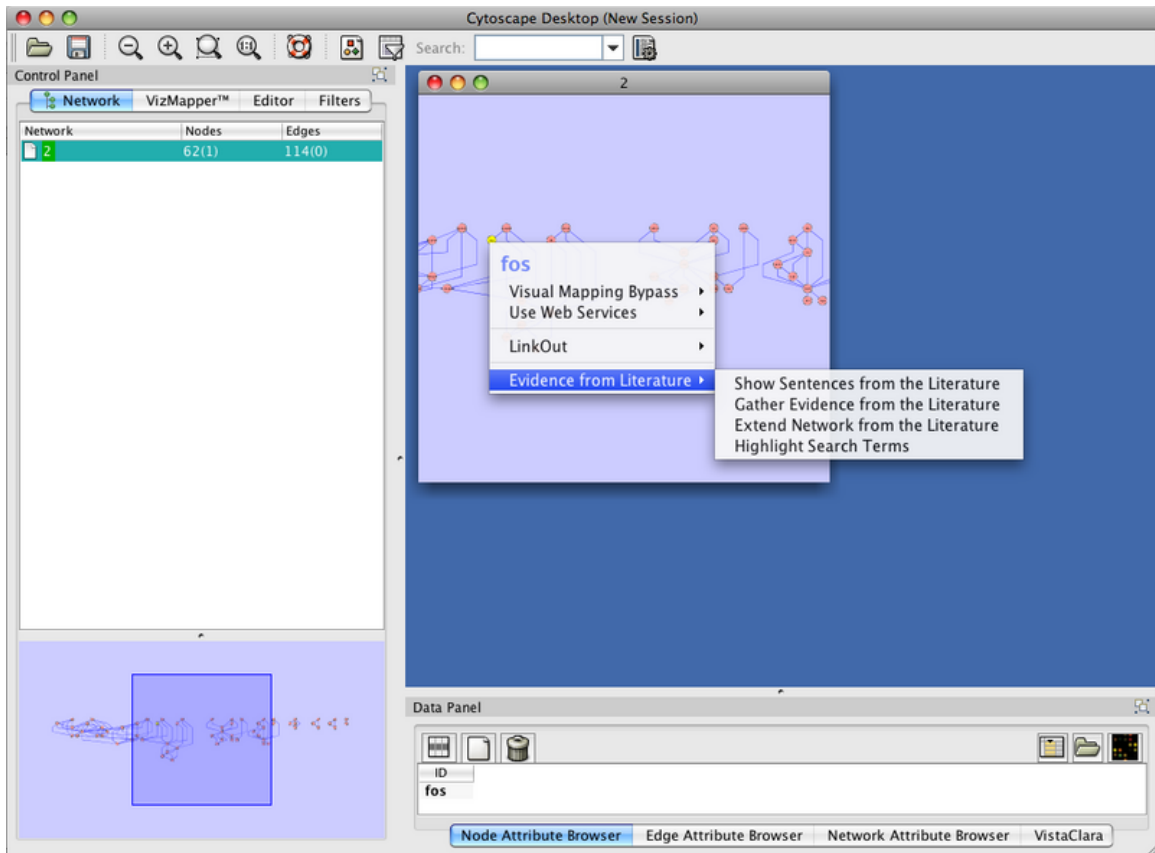 Cytoscape Desktop (New Session)
1:1
Search:
Control Panel
Network VizMapper™ Editor Filters
Network Nodes Edges
2 62(1) 114(0)
2
fos
Visual Mapping Bypass
Use Web Services
LinkOut
Evidence from Literature
Show Sentences from the Literature
Gather Evidence from the Literature
Extend Network from the Literature
Highlight Search Terms
Data Panel
ID
fos
Node Attribute Browser Edge Attribute Browser Network Attribute Browser VistaClara